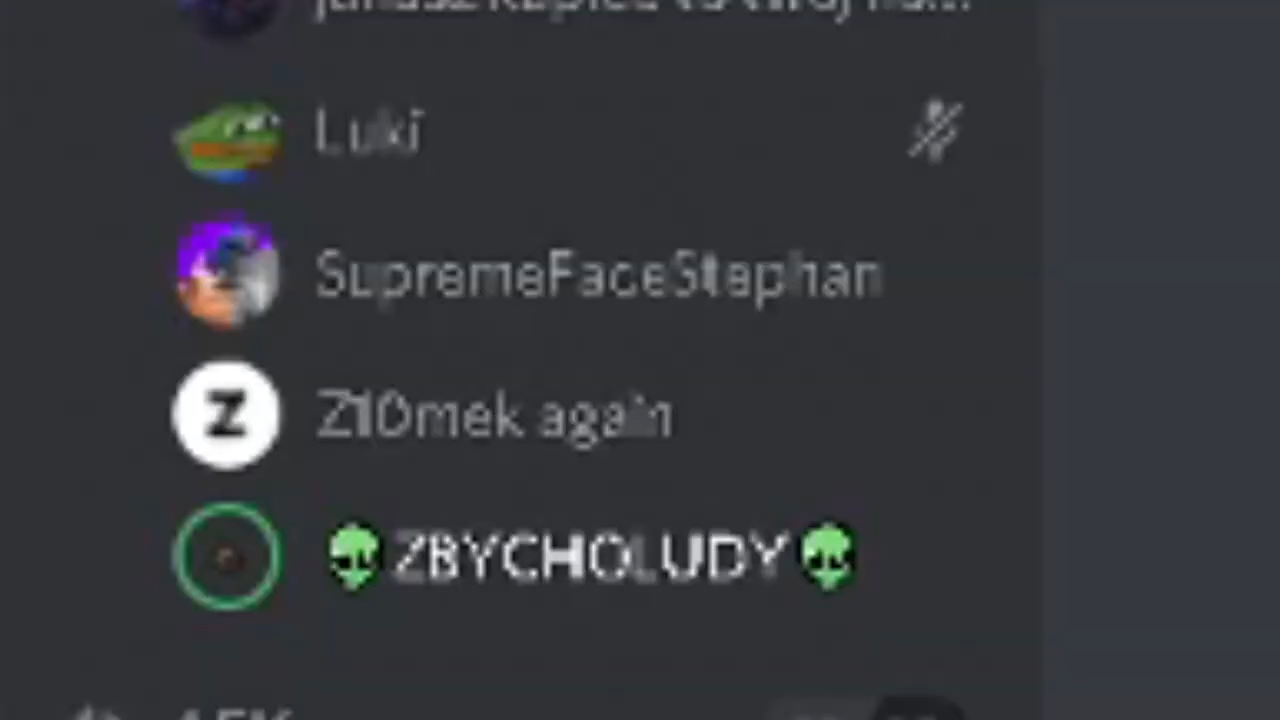 Luki
SupremeFaceStephan
Z
Z10mek again
👽ZBYCHOLUDY👽